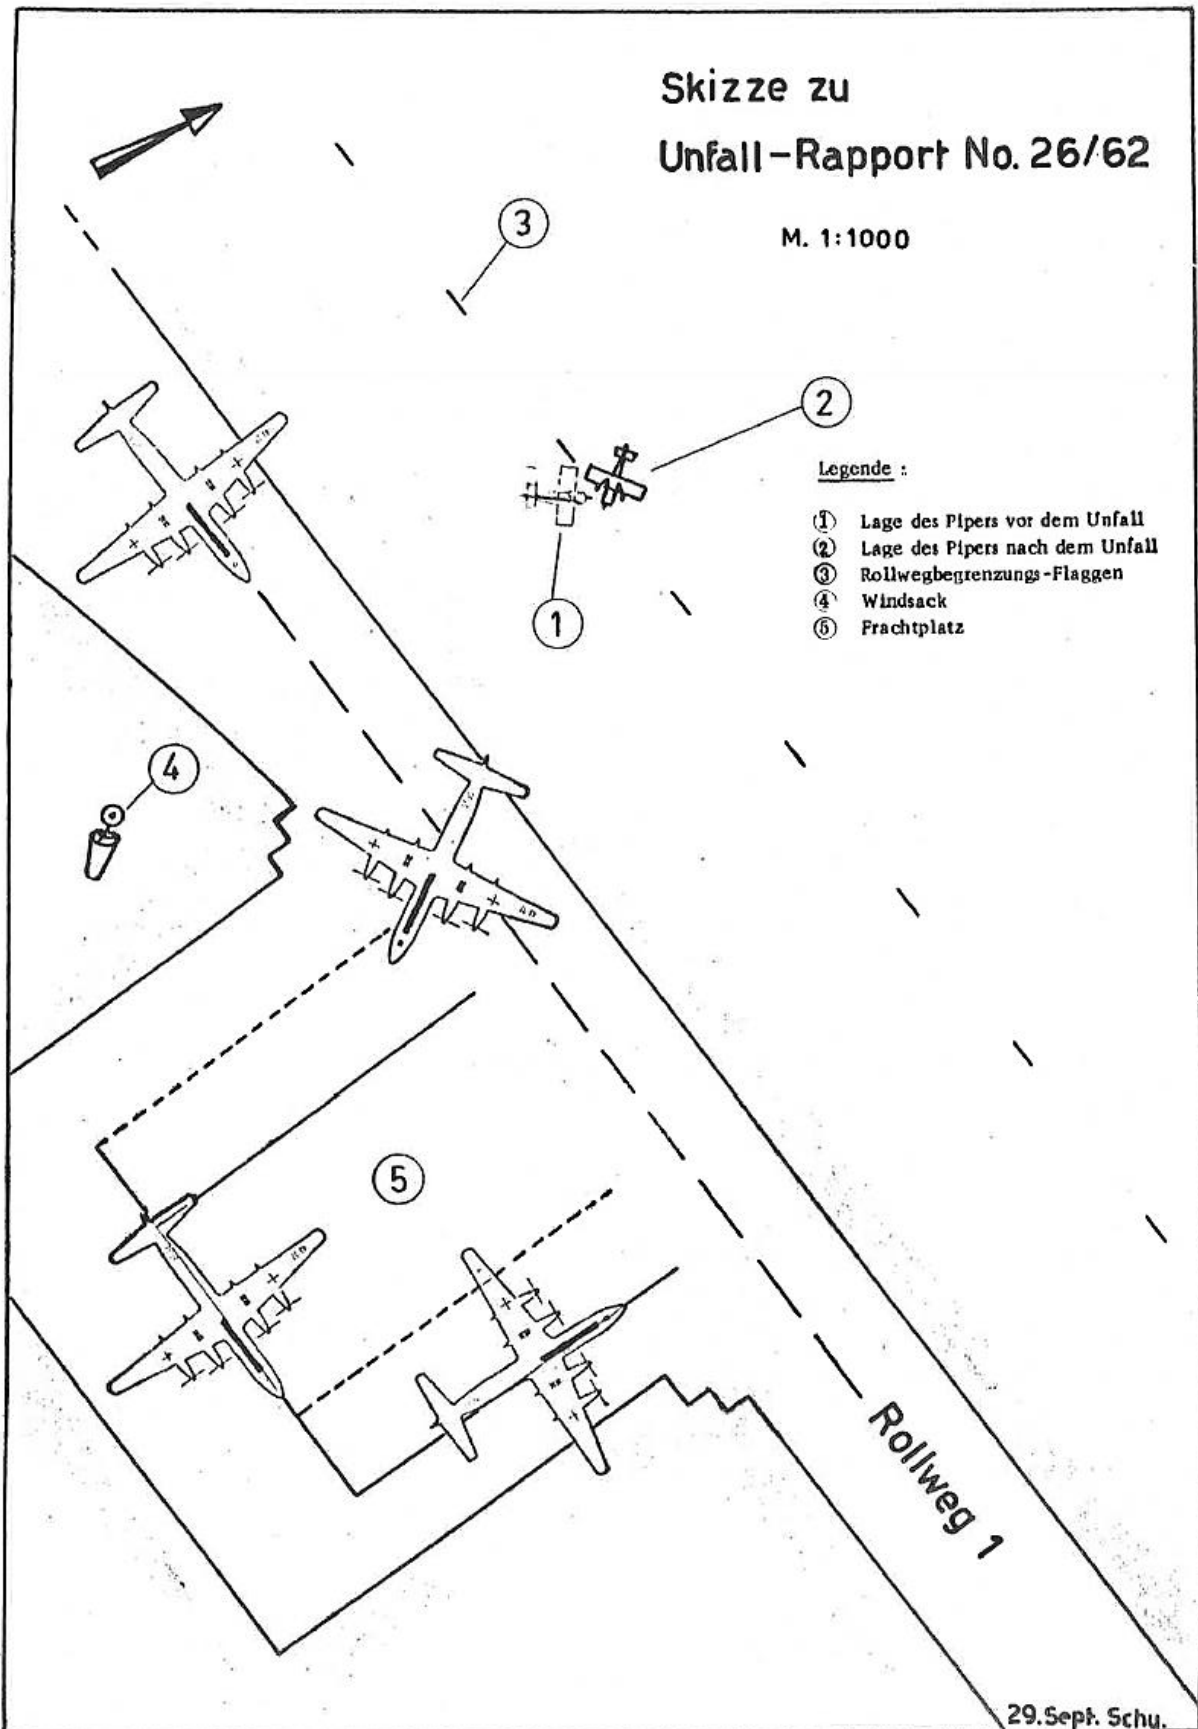 Skizze zu
Unfall-Rapport No. 26/62
M. 1:1000
3
2
Legende :
1 Lage des Pipers vor dem Unfall
2 Lage des Pipers nach dem Unfall
3 Rollwegbegrenzungs-Flaggen
4 Windsack
5 Frachtplatz
1
4
5
Rollweg 1
29.Sept. Schu.